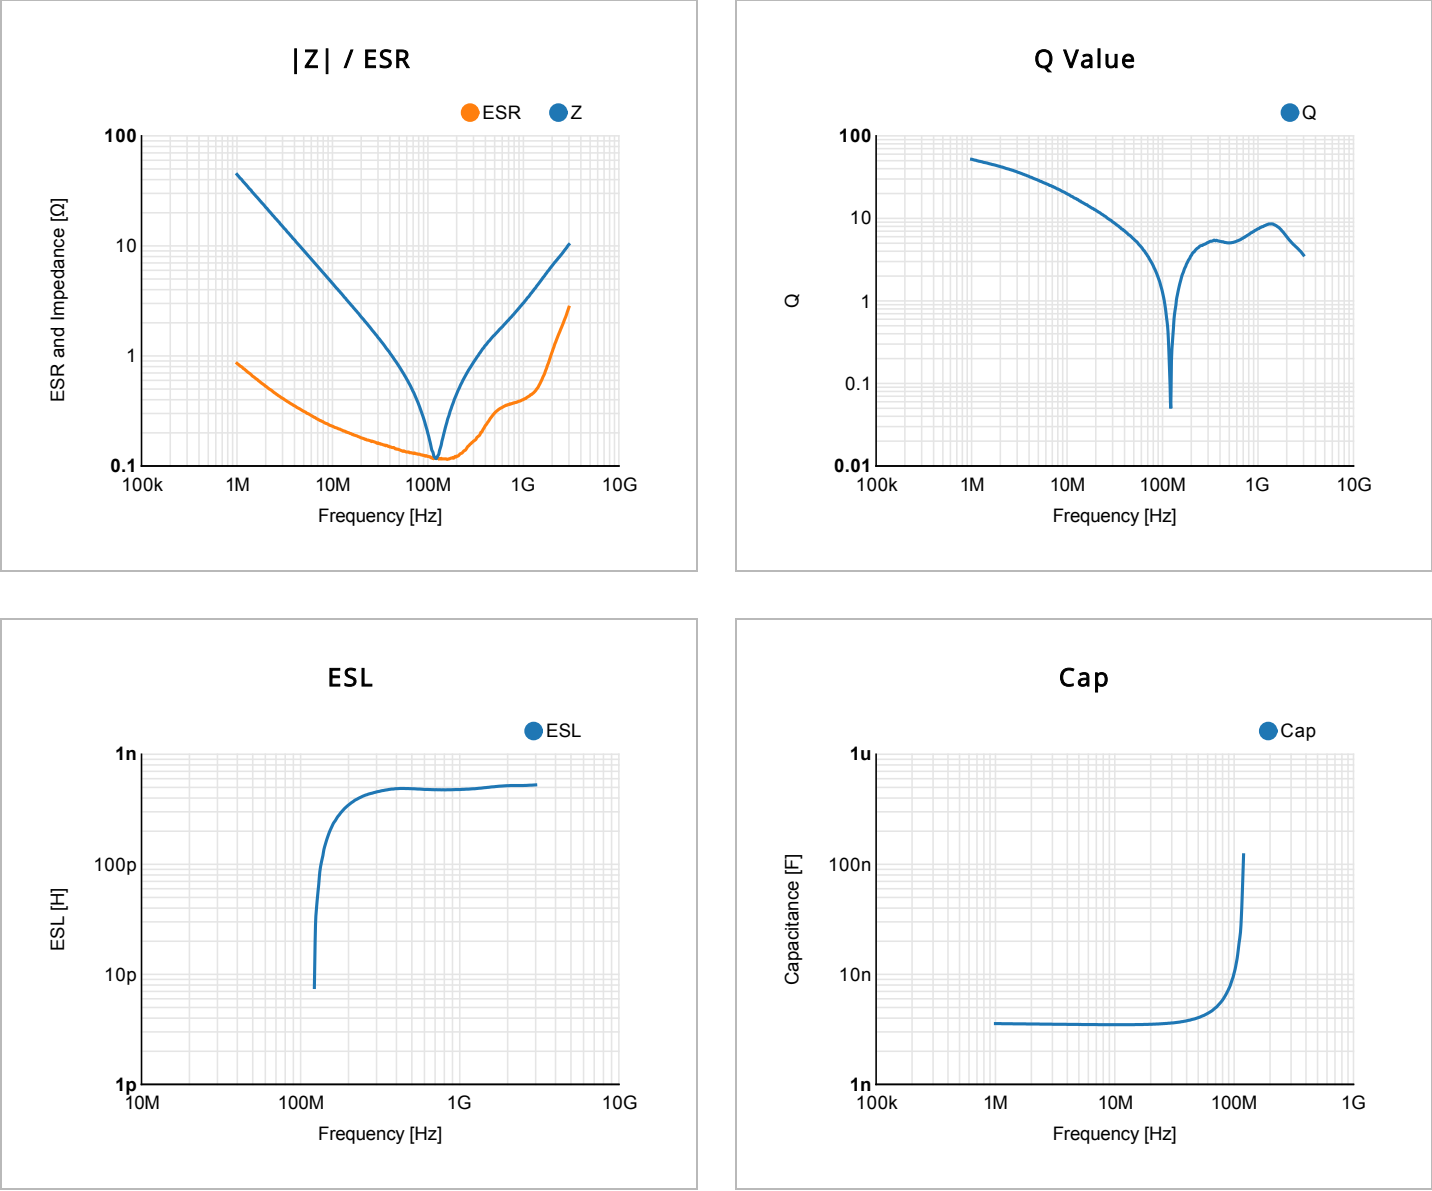 |Z| / ESR
ESR Z
100
10
1
0.1
ESR and Impedance [Ω]
100k 1M 10M 100M 1G 10G
Frequency [Hz]
Q Value
Q
100
10
1
0.1
0.01
Q
100k 1M 10M 100M 1G 10G
Frequency [Hz]
ESL
ESL
1n
100p
10p
1p
ESL [H]
10M 100M 1G 10G
Frequency [Hz]
Cap
Cap
1u
100n
10n
1n
Capacitance [F]
100k 1M 10M 100M 1G
Frequency [Hz]